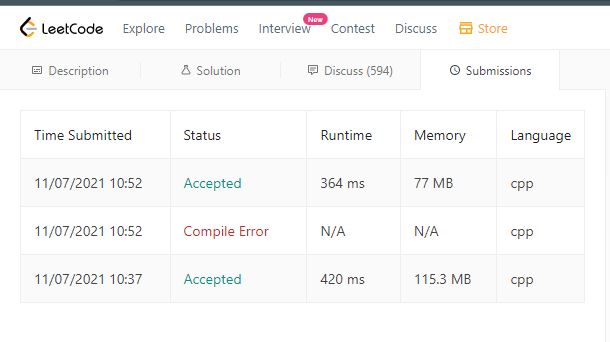 LeetCode Explore Problems Interview New Contest Discuss Store
Description Solution Discuss (594) Submissions
Time Submitted Status Runtime Memory Language
11/07/2021 10:52 Accepted 364 ms 77 MB cpp
11/07/2021 10:52 Compile Error N/A N/A cpp
11/07/2021 10:37 Accepted 420 ms 115.3 MB cpp